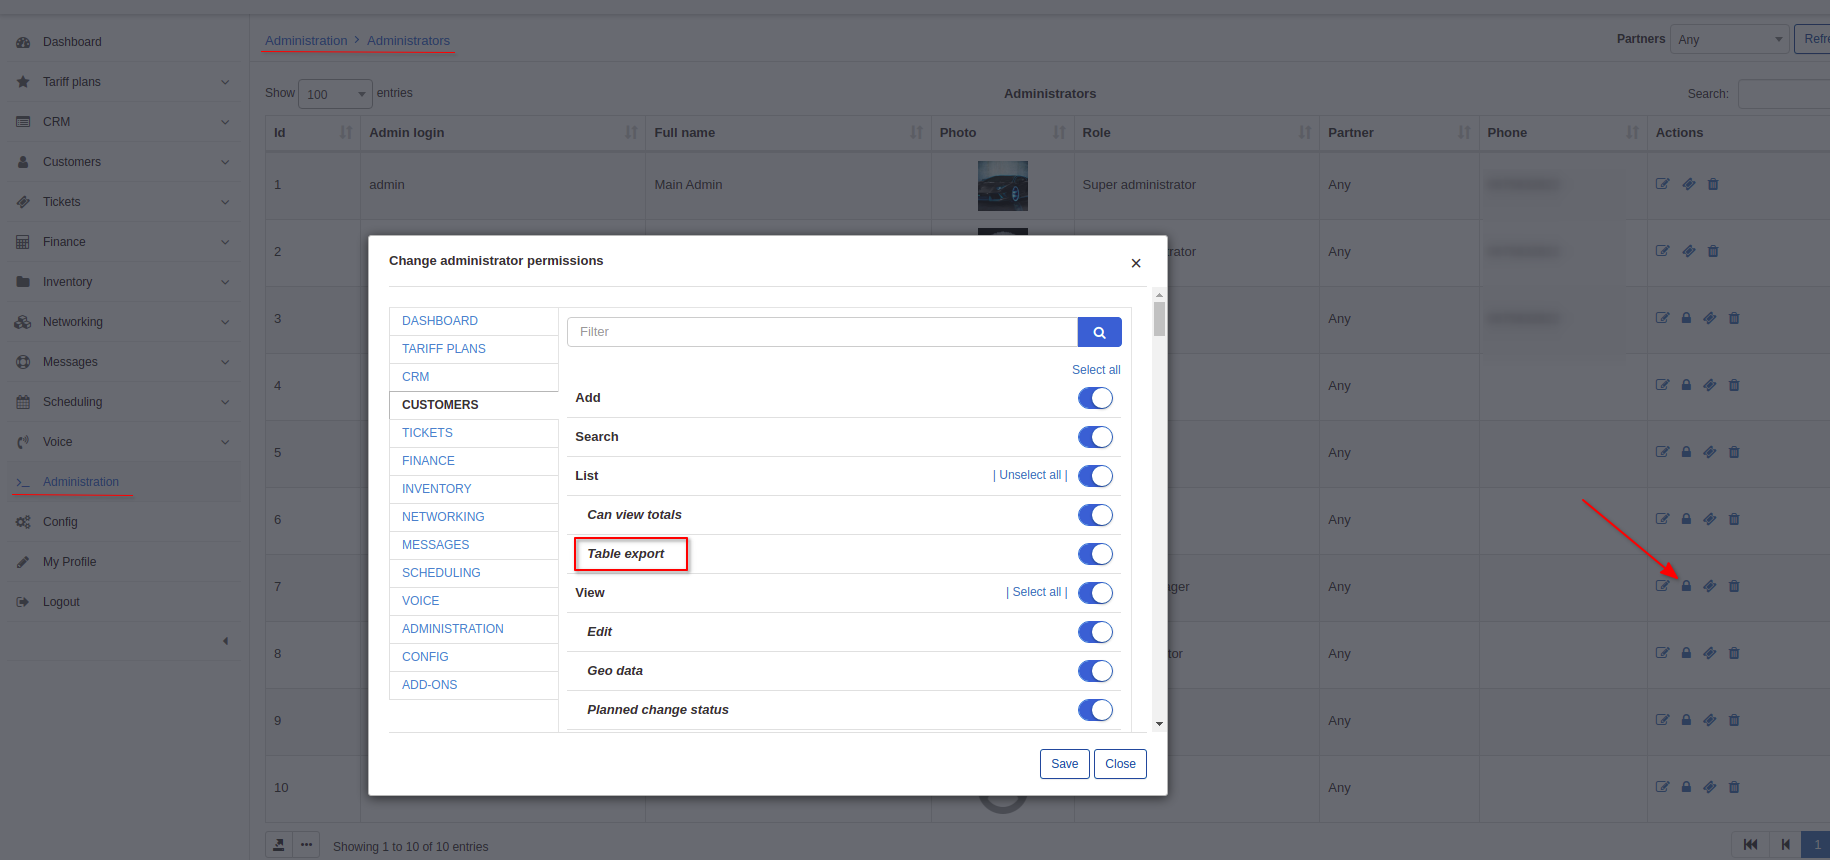 Dashboard
Tariff plans
CRM
Customers
Tickets
Finance
Inventory
Networking
Messages
Scheduling
Voice
Administration
Config
My Profile
Logout
Administration > Administrators
Partners Any
Show 100 entries
Administrators
Search:
Id Admin login Full name Photo Role Partner Phone Actions
1 admin Main Admin Super administrator Any
2 Any
3 Any
4 Any
5 Any
6 Any
7 Any
8 Any
9 Any
10 Any
Showing 1 to 10 of 10 entries
1
Change administrator permissions
×
DASHBOARD
TARIFF PLANS
CRM
CUSTOMERS
TICKETS
FINANCE
INVENTORY
NETWORKING
MESSAGES
SCHEDULING
VOICE
ADMINISTRATION
CONFIG
ADD-ONS
Filter
Select all
Add
Search
List | Unselect all |
Can view totals
Table export
View | Select all |
Edit
Geo data
Planned change status
Save Close